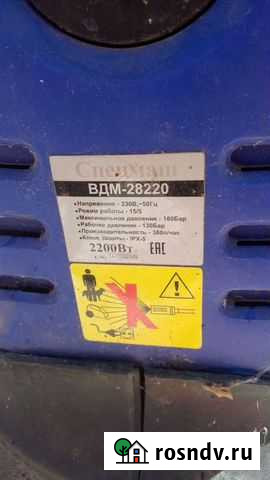 СпецМаш
ВДМ-28220
•Напряжение - 230В, ~50Гц
•Режим работы - 15/5
•Максимальное давление - 180Бар
•Рабочее давление - 130Бар
•Производительность - 380л/час
•Класс защиты - IPX-5
2200Вт EAC
rosndv.ru